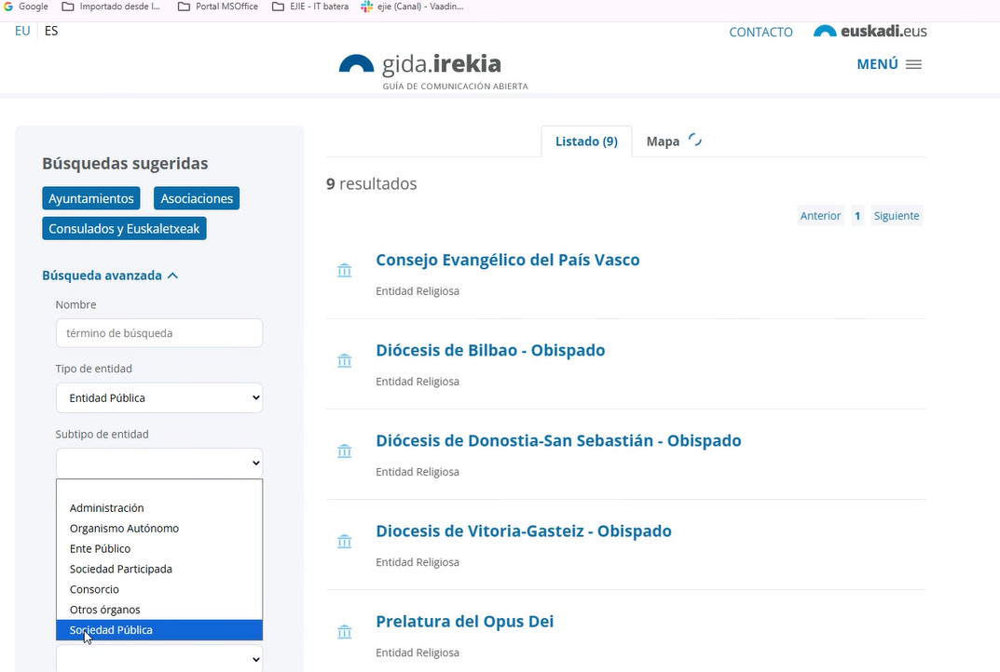 Google Importado desde l... Portal MSOffice EJIE - IT batera ejie (Canal) - Vaadin...
EU ES
CONTACTO euskadi.eus
gida.irekia
GUÍA DE COMUNICACIÓN ABIERTA
MENÚ
Búsquedas sugeridas
Ayuntamientos Asociaciones
Consulados y Euskaletxeak
Búsqueda avanzada
Nombre
término de búsqueda
Tipo de entidad
Entidad Pública
Subtipo de entidad
Administración
Organismo Autónomo
Ente Público
Sociedad Participada
Consorcio
Otros órganos
Sociedad Pública
Listado (9) Mapa
9 resultados
Anterior 1 Siguiente
Consejo Evangélico del País Vasco
Entidad Religiosa
Diócesis de Bilbao - Obispado
Entidad Religiosa
Diócesis de Donostia-San Sebastián - Obispado
Entidad Religiosa
Diocesis de Vitoria-Gasteiz - Obispado
Entidad Religiosa
Prelatura del Opus Dei
Entidad Religiosa